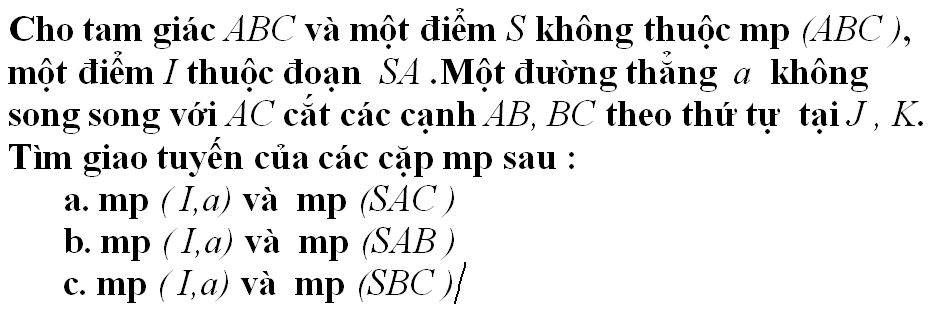 Cho tam giác ABC và một điểm S không thuộc mp (ABC ),
một điểm I thuộc đoạn SA .Một đường thẳng a không
song song với AC cắt các cạnh AB, BC theo thứ tự tại J , K.
Tìm giao tuyến của các cặp mp sau :
a. mp ( I,a) và mp (SAC )
b. mp ( I,a) và mp (SAB )
c. mp ( I,a) và mp (SBC )/